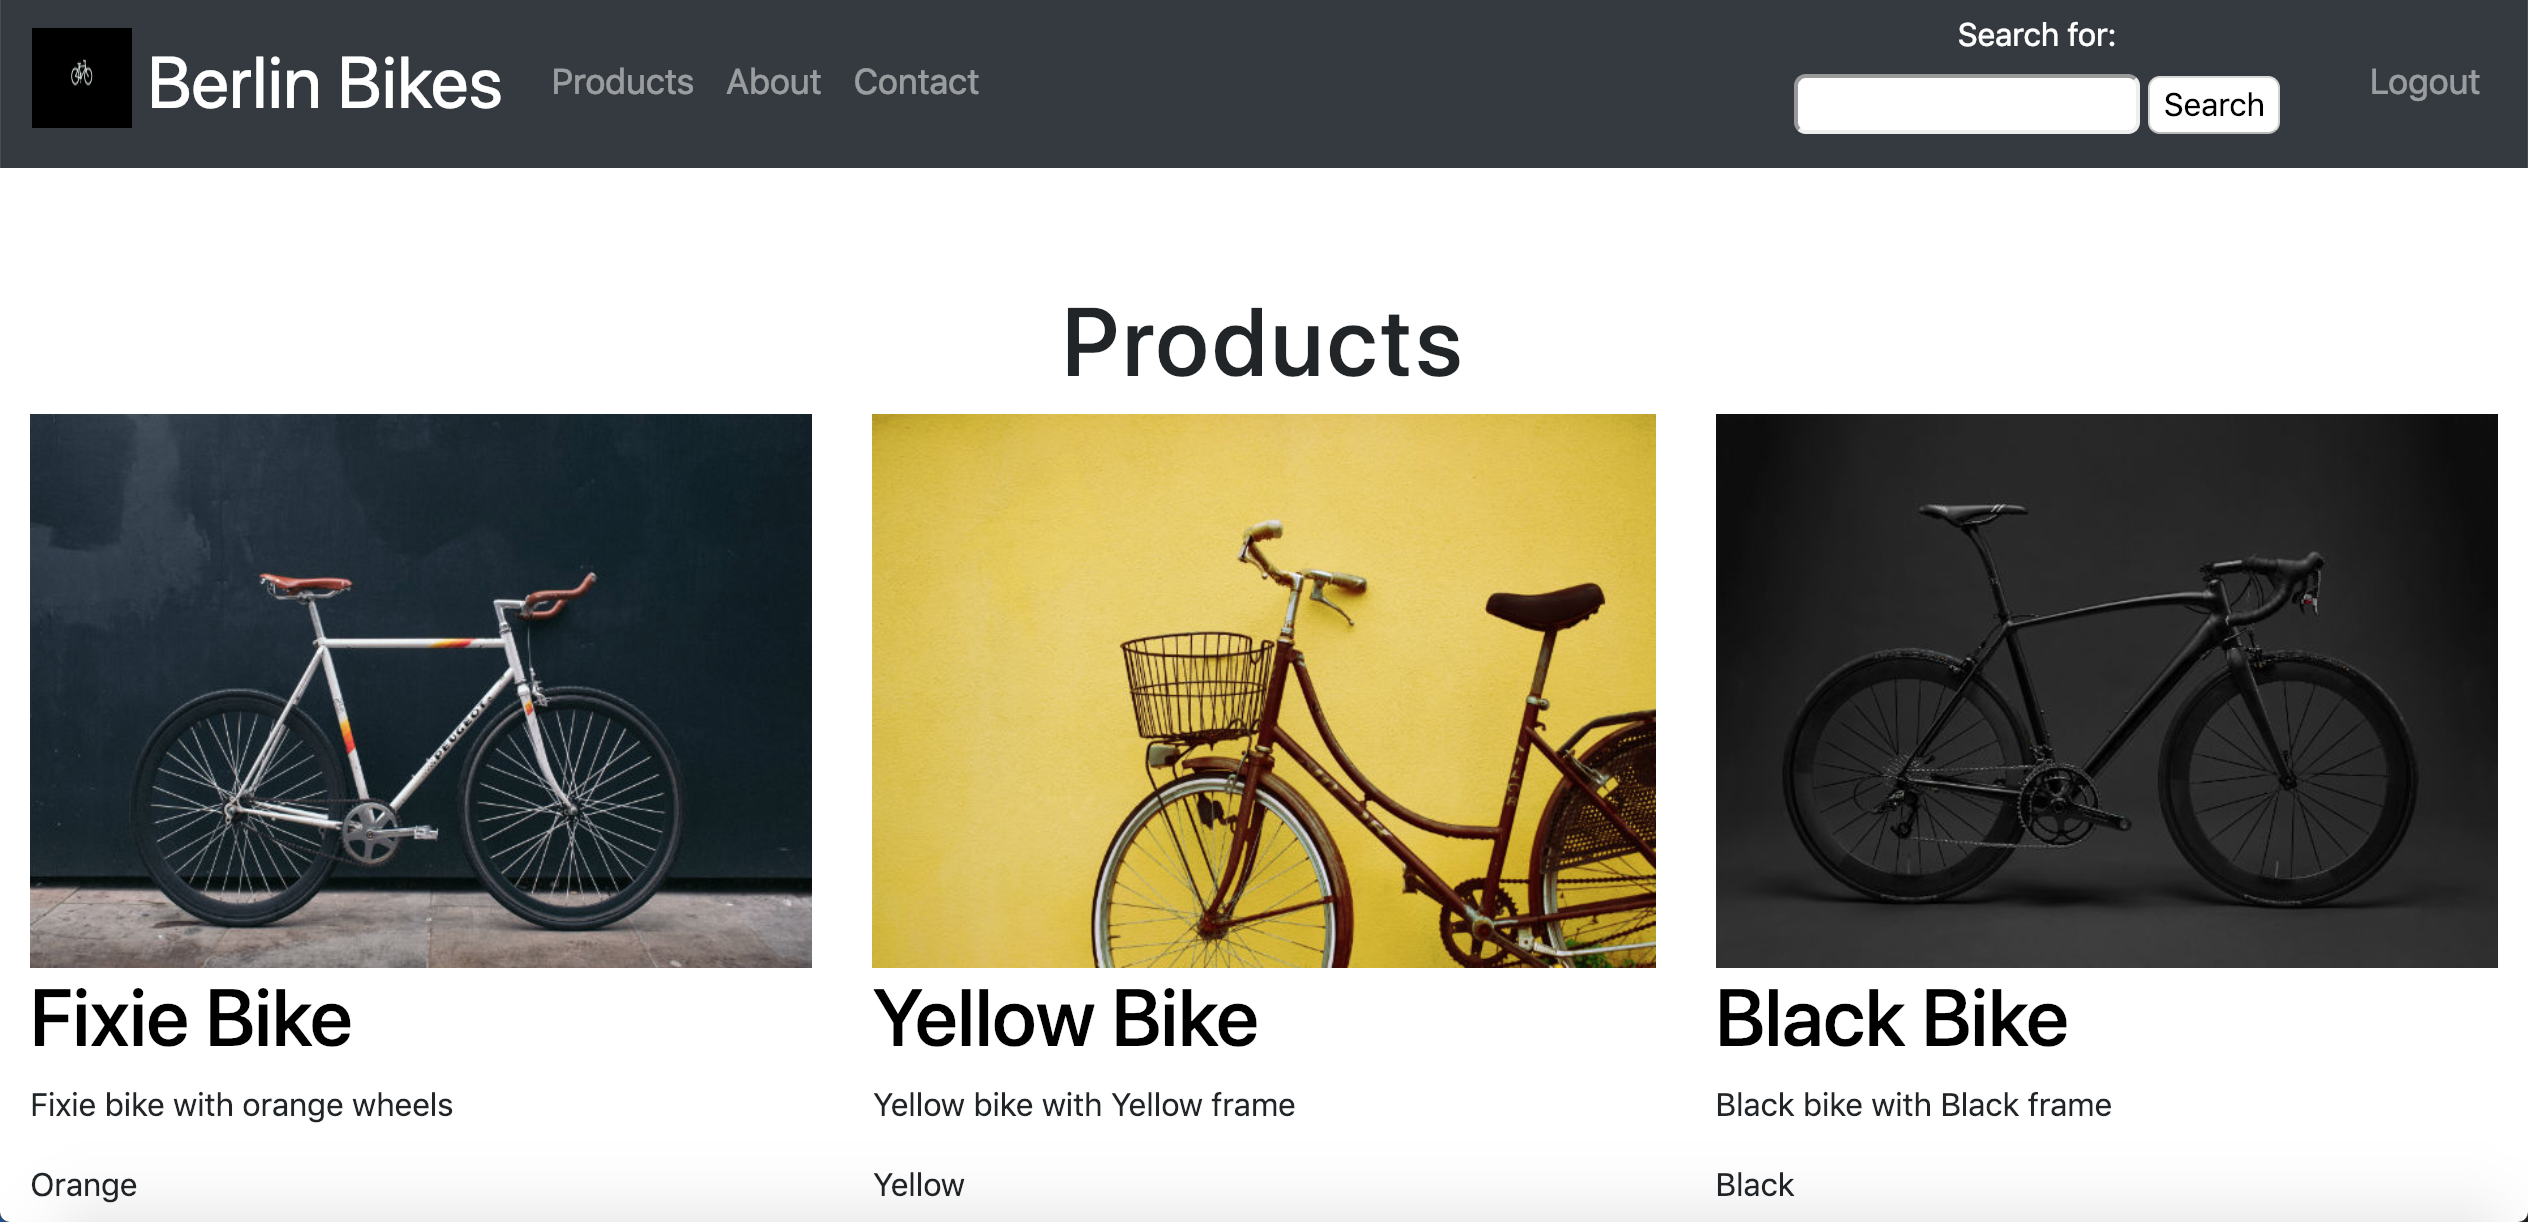 Berlin Bikes
Products
About
Contact
Search for:
Search
Logout
Products
PEUGEOT
Fixie Bike
Yellow Bike
Black Bike
Fixie bike with orange wheels
Yellow bike with Yellow frame
Black bike with Black frame
Orange
Yellow
Black